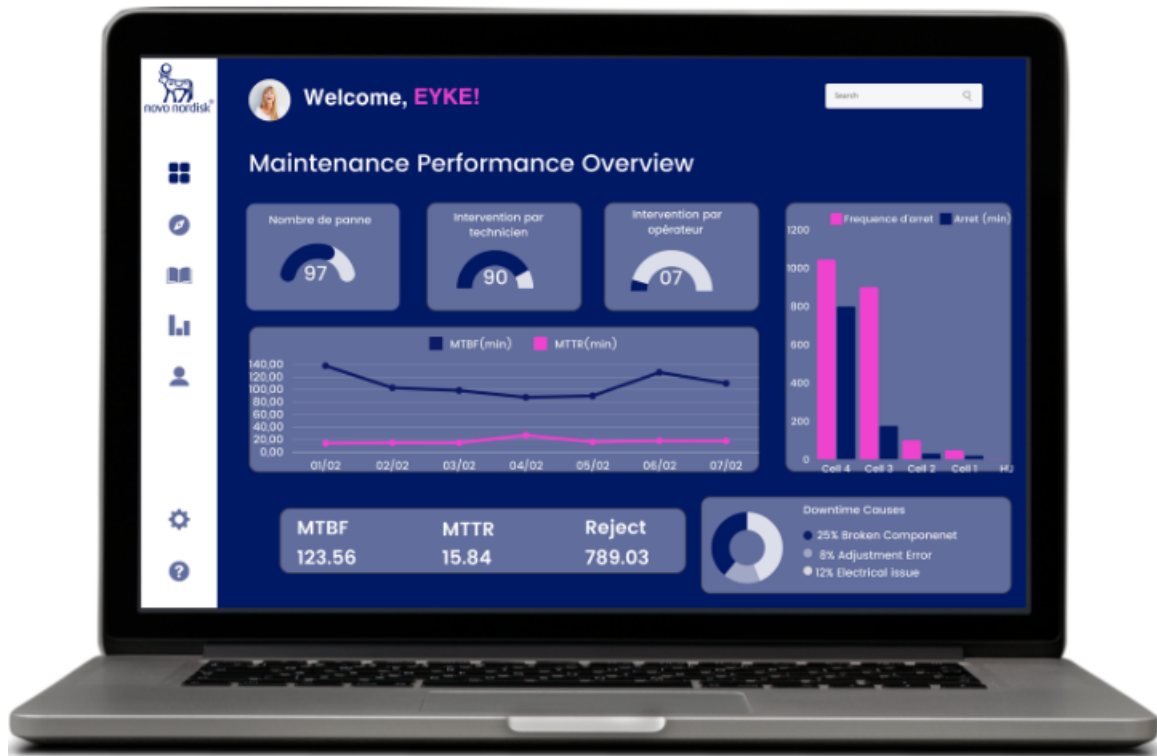 novo nordisk®
Welcome, EYKE!
Search
Maintenance Performance Overview
Nombre de panne
97
Intervention par
technicien
90
Intervention par
opérateur
07
Frequence d'arret
Arret (min)
1200
1000
800
600
400
200
0
Cell 4
Cell 3
Cell 2
Cell 1
HU
MTBF(min)
MTTR(min)
140,00
120,00
100,00
80,00
60,00
40,00
20,00
0,00
01/02
02/02
03/02
04/02
05/02
06/02
07/02
MTBF
123.56
MTTR
15.84
Reject
789.03
Downtime Causes
25% Broken Componenet
8% Adjustment Error
12% Electrical issue
?